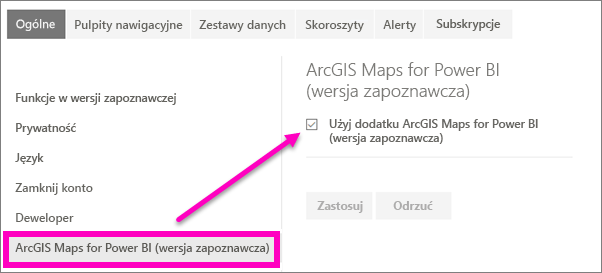 Ogólne Pulpity nawigacyjne Zestawy danych Skoroszyty Alerty Subskrypcje
Funkcje w wersji zapoznawczej
Prywatność
Język
Zamknij konto
Deweloper
ArcGIS Maps for Power BI (wersja zapoznawcza)
ArcGIS Maps for Power BI
(wersja zapoznawcza)
Użyj dodatku ArcGIS Maps for Power BI
(wersja zapoznawcza)
Zastosuj Odrzuć